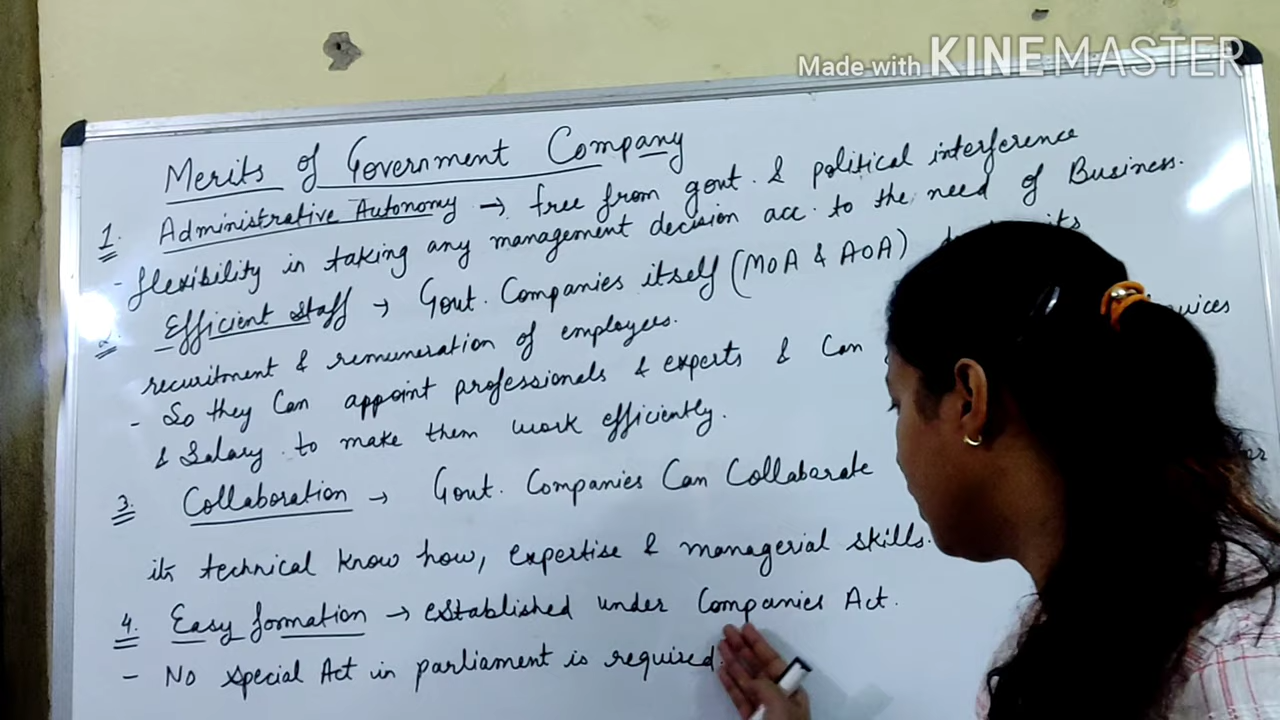 Made with KINEMASTER
Merits of Government Company
1. Administrative Autonomy → free from govt. & political interference
- flexibility in taking any management decision acc. to the need of Business.
2. Efficient Staff → Govt. Companies itself (MOA & AOA) its
recuritment & remuneration of employees.
- So they Can appoint professionals & experts & Can
& Salary to make them work efficiently.
3. Collaboration → Govt. Companies Can Collabarate for
its technical know how, expertise & managerial skills.
4. Easy formation → established under Companies Act.
- No special Act in parliament is required.